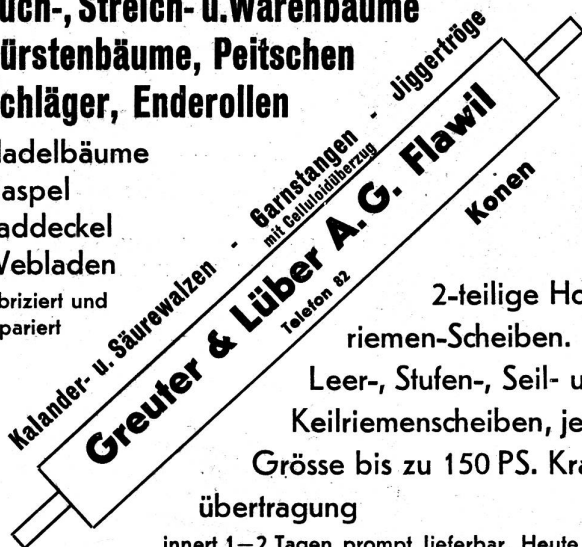 uch-, Streich- u. Warenbäume
ürstenbäume, Peitschen
chläger, Enderollen
adelbäume
aspel
addeckel
Webladen
briziert und
pariert
Kalander- u. Säurewalzen - Garnstangen - Jiggertröge
mit Celluloidüberzug
Greuter & Lüber A.G. Flawil
Telefon 82
Konen
2-teilige Ho
riemen-Scheiben.
Leer-, Stufen-, Seil- u
Keilriemenscheiben, je
Grösse bis zu 150 PS. Kra
übertragung
innert 1–2 Tagen prompt lieferbar. Heute